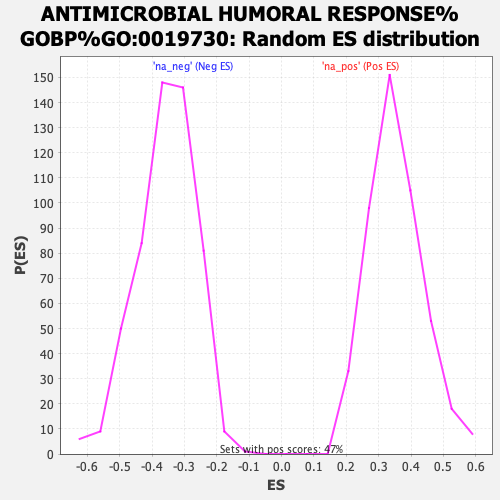 ANTIMICROBIAL HUMORAL RESPONSE%
GOBP%GO:0019730: Random ES distribution
'na_neg' (Neg ES)
'na_pos' (Pos ES)
150
140
130
120
110
100
90
80
70
60
50
40
30
20
10
0
P(ES)
Sets with pos scores: 47%
-0.6 -0.5 -0.4 -0.3 -0.2 -0.1 0.0 0.1 0.2 0.3 0.4 0.5 0.6
ES